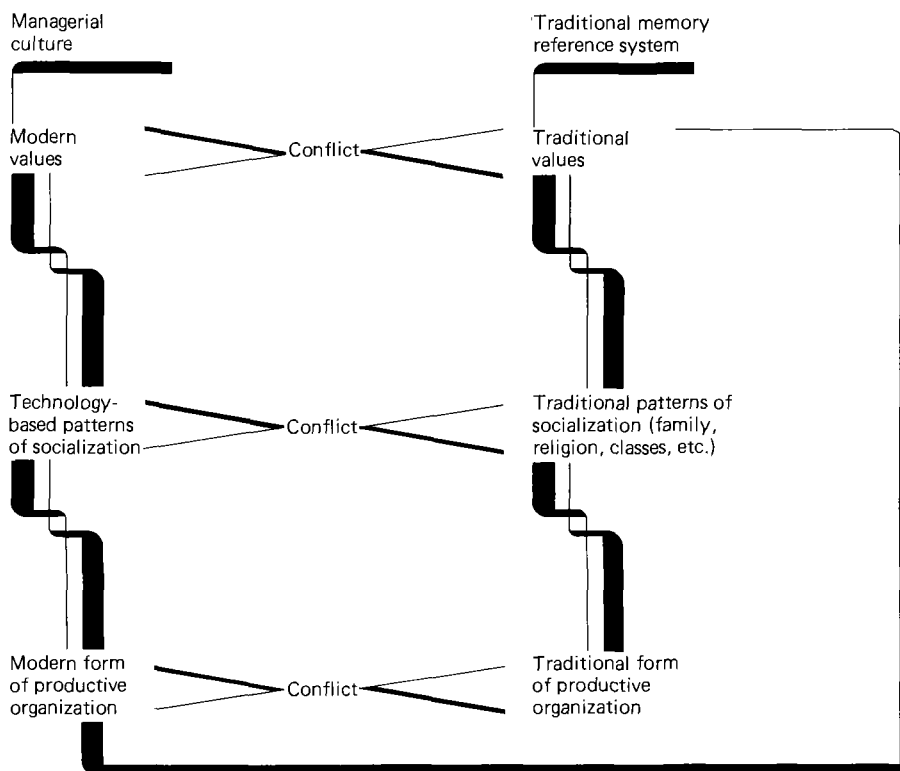 Managerial
culture
Traditional memory
reference system
Modern
values
Conflict
Traditional
values
Technology-
based patterns
of socialization
Conflict
Traditional patterns of
socialization (family,
religion, classes, etc.)
Modern form
of productive
organization
Conflict
Traditional form
of productive
organization